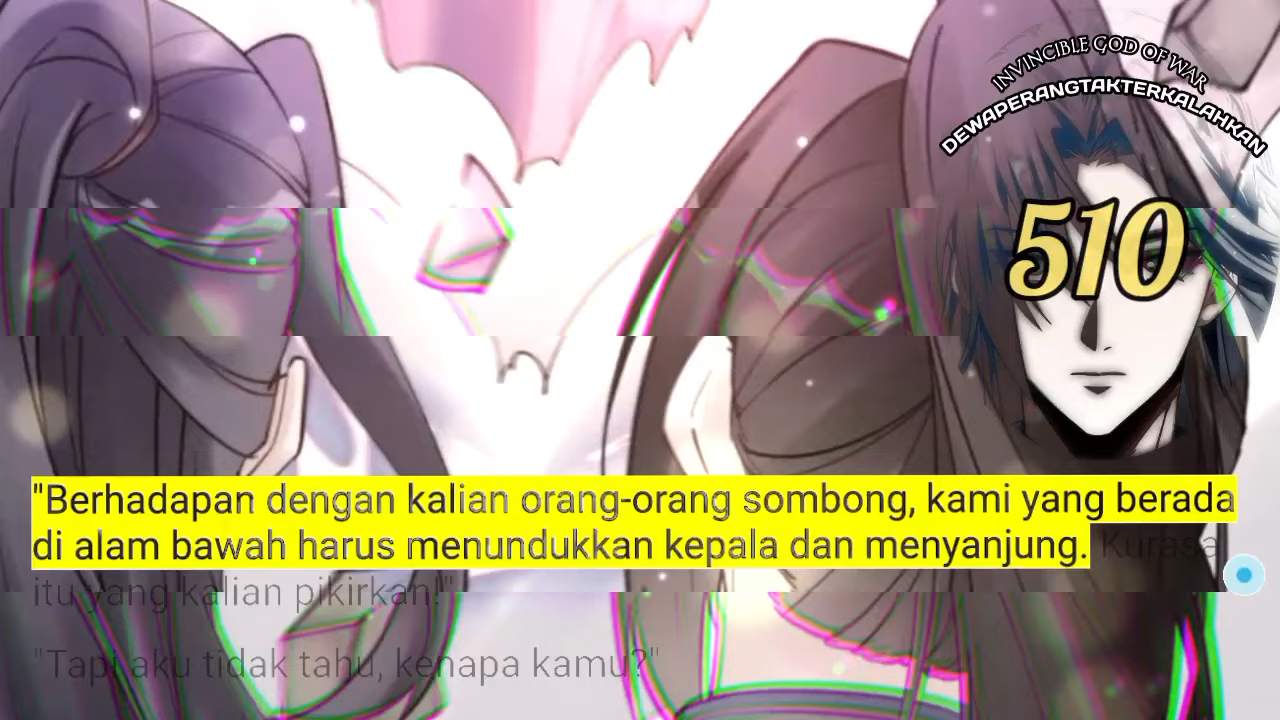 INVINCIBLE GOD OF WAR
DEWAPERANGTAKTERKALAHKAN
510
"Berhadapan dengan kalian orang-orang sombong, kami yang berada
di alam bawah harus menundukkan kepala dan menyanjung. Kurasa
itu yang kalian pikirkan!"
"Tapi aku tidak tahu, kenapa kamu?"